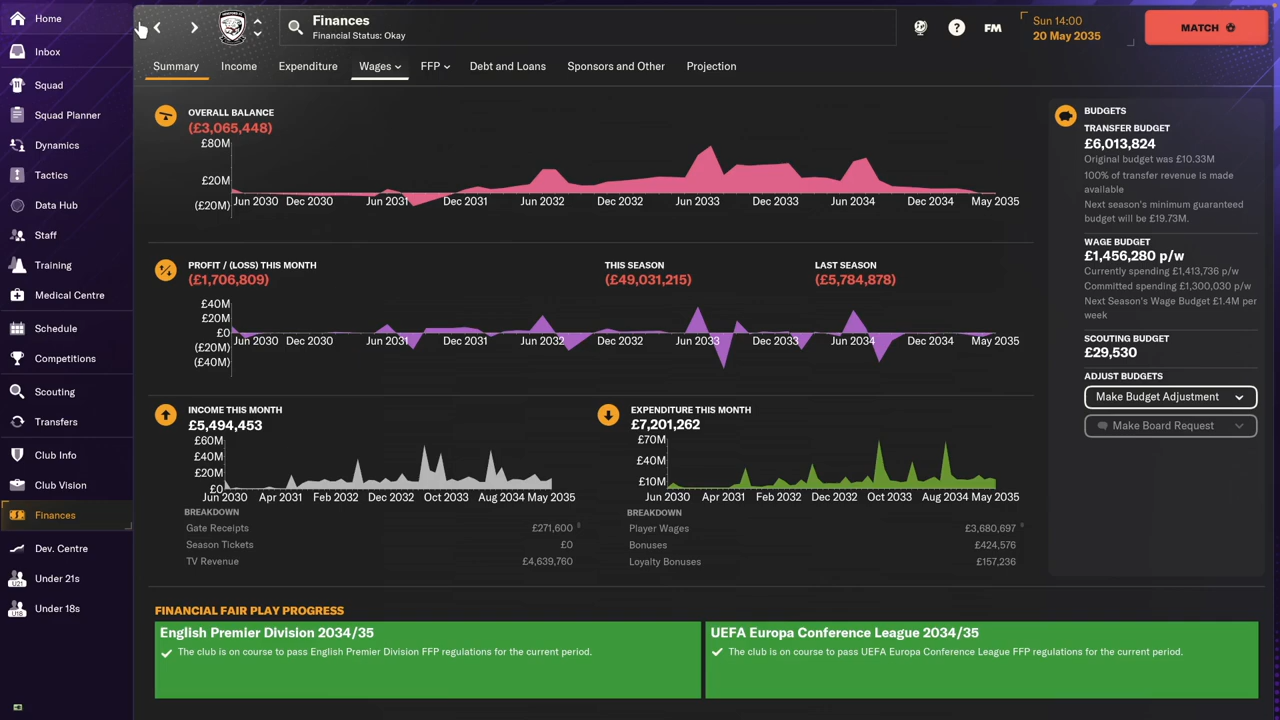 Home
Inbox
Squad
Squad Planner
Dynamics
Tactics
Data Hub
Staff
Training
Medical Centre
Schedule
Competitions
Scouting
Transfers
Club Info
Club Vision
Finances
Dev. Centre
Under 21s
Under 18s
Finances
Financial Status: Okay
FM
Sun 14:00
20 May 2035
MATCH
Summary
Income
Expenditure
Wages
FFP
Debt and Loans
Sponsors and Other
Projection
OVERALL BALANCE
(£3,065,448)
£80M
£20M
(£20M)
Jun 2030 Dec 2030 Jun 2031 Dec 2031 Jun 2032 Dec 2032 Jun 2033 Dec 2033 Jun 2034 Dec 2034 May 2035
PROFIT / (LOSS) THIS MONTH
(£1,706,809)
THIS SEASON
(£49,031,215)
LAST SEASON
(£5,784,878)
£40M
£20M
£0
(£20M)
(£40M)
Jun 2030 Dec 2030 Jun 2031 Dec 2031 Jun 2032 Dec 2032 Jun 2033 Dec 2033 Jun 2034 Dec 2034 May 2035
INCOME THIS MONTH
£5,494,453
£60M
£40M
£20M
£0
Jun 2030 Apr 2031 Feb 2032 Dec 2032 Oct 2033 Aug 2034 May 2035
BREAKDOWN
Gate Receipts £271,600
Season Tickets £0
TV Revenue £4,639,760
EXPENDITURE THIS MONTH
£7,201,262
£70M
£40M
£10M
Jun 2030 Apr 2031 Feb 2032 Dec 2032 Oct 2033 Aug 2034 May 2035
BREAKDOWN
Player Wages £3,680,697
Bonuses £424,576
Loyalty Bonuses £157,236
BUDGETS
TRANSFER BUDGET
£6,013,824
Original budget was £10.33M
100% of transfer revenue is made
available
Next season's minimum guaranteed
budget will be £19.73M.
WAGE BUDGET
£1,456,280 p/w
Currently spending £1,413,736 p/w
Committed spending £1,300,030 p/w
Next Season's Wage Budget £1.4M per
week
SCOUTING BUDGET
£29,530
ADJUST BUDGETS
Make Budget Adjustment
Make Board Request
FINANCIAL FAIR PLAY PROGRESS
English Premier Division 2034/35
The club is on course to pass English Premier Division FFP regulations for the current period.
UEFA Europa Conference League 2034/35
The club is on course to pass UEFA Europa Conference League FFP regulations for the current period.